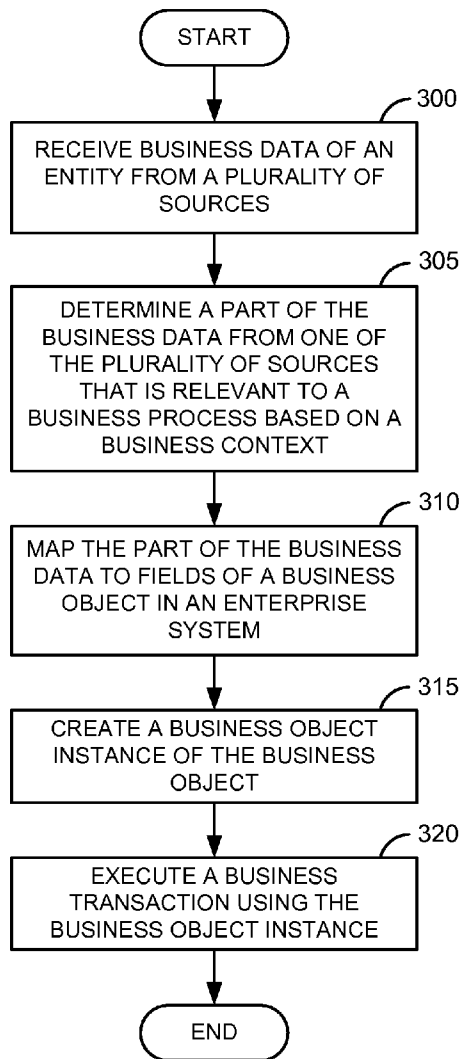 START
300
RECEIVE BUSINESS DATA OF AN
ENTITY FROM A PLURALITY OF
SOURCES
305
DETERMINE A PART OF THE
BUSINESS DATA FROM ONE OF
THE PLURALITY OF SOURCES
THAT IS RELEVANT TO A
BUSINESS PROCESS BASED ON A
BUSINESS CONTEXT
310
MAP THE PART OF THE BUSINESS
DATA TO FIELDS OF A BUSINESS
OBJECT IN AN ENTERPRISE
SYSTEM
315
CREATE A BUSINESS OBJECT
INSTANCE OF THE BUSINESS
OBJECT
320
EXECUTE A BUSINESS
TRANSACTION USING THE
BUSINESS OBJECT INSTANCE
END